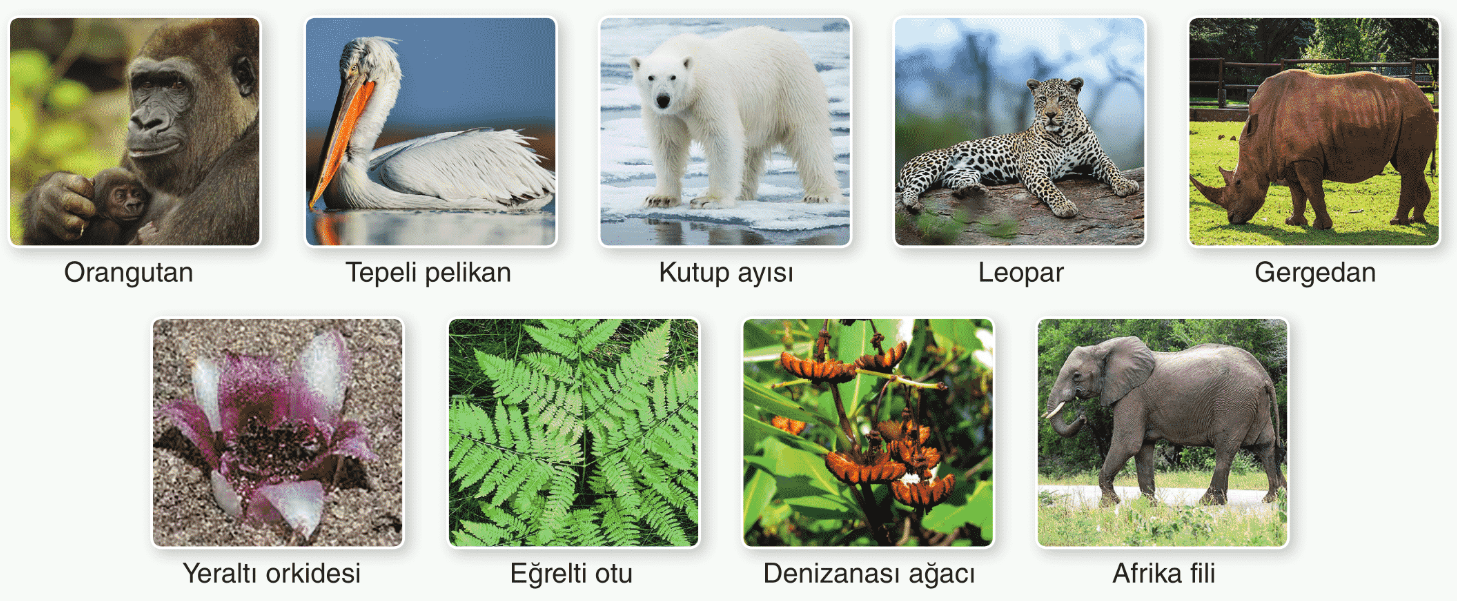 Orangutan
Tepeli pelikan
Kutup ayısı
Leopar
Gergedan
Yeraltı orkidesi
Eğrelti otu
Denizanası ağacı
Afrika fili